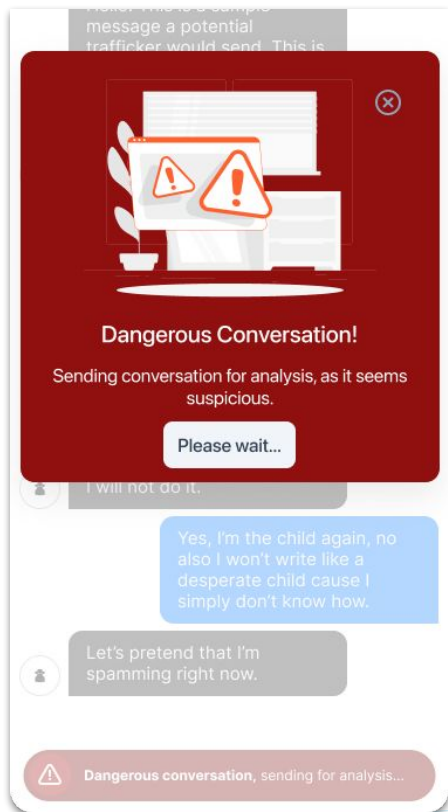 message a potential
trafficker would send. This is
Dangerous Conversation!
Sending conversation for analysis, as it seems
suspicious.
Please wait...
I will not do it.
Yes, I'm the child again, no
also I won't write like a
desperate child cause I
simply don't know how.
Let's pretend that I'm
spamming right now.
Dangerous conversation, sending for analysis...